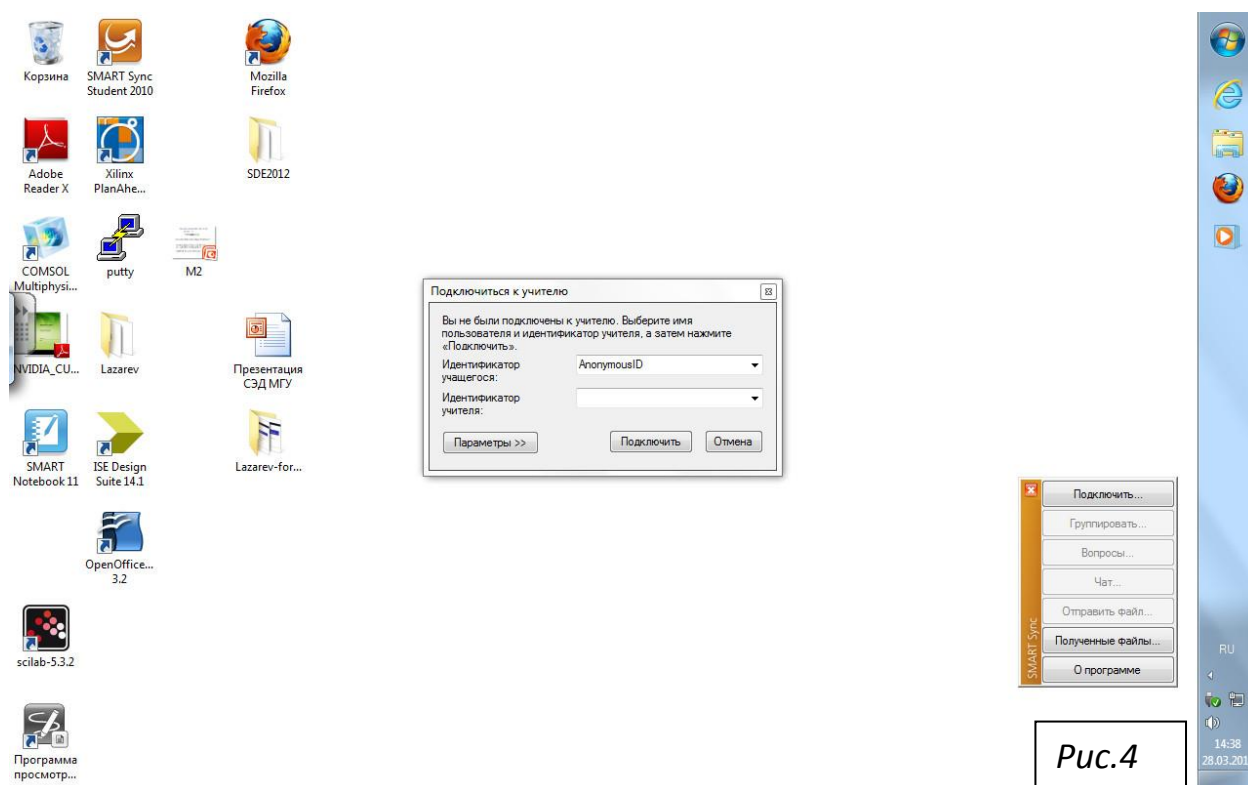 Корзина
SMART Sync
Student 2010
Mozilla
Firefox
Adobe
Reader X
Xilinx
PlanAhe...
SDE2012
COMSOL
Multiphysi...
putty
M2
NVIDIA_CU...
Lazarev
Презентация
СЭД МГУ
SMART
Notebook 11
ISE Design
Suite 14.1
Lazarev-for...
OpenOffice...
3.2
scilab-5.3.2
Программа
просмотр...
Подключиться к учителю
Вы не были подключены к учителю. Выберите имя
пользователя и идентификатор учителя, а затем нажмите
«Подключить».
Идентификатор
учащегося:
AnonymousID
Идентификатор
учителя:
Параметры >>
Подключить
Отмена
SMART Sync
Подключить...
Группировать...
Вопросы...
Чат...
Отправить файл...
Полученные файлы...
О программе
RU
14:38
28.03.201
Рис.4